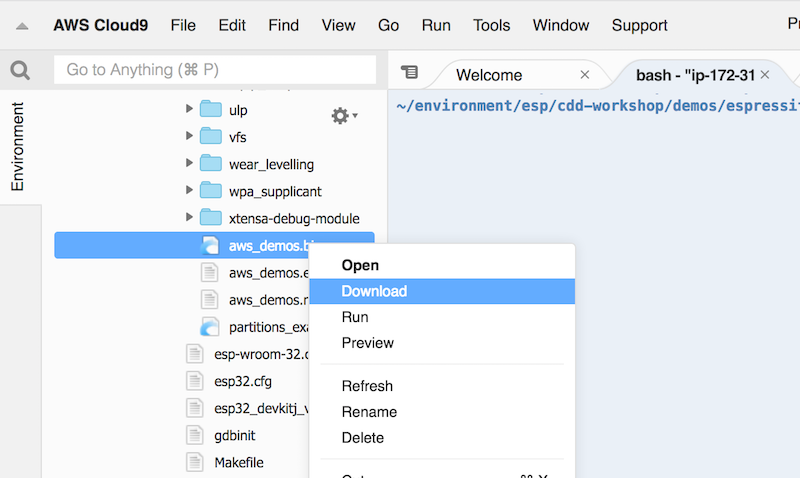 AWS Cloud9 File Edit Find View Go Run Tools Window Support
Go to Anything (⌘ P)
Welcome
bash - "ip-172-31
Environment
~/environment/esp/cdd-workshop/demos/espressi
ulp
vfs
wear_levelling
wpa_supplicant
xtensa-debug-module
aws_demos.bi
aws_demos.e
aws_demos.
partitions_exa
esp-wroom-32.
esp32.cfg
esp32_devkitj_v
gdbinit
Makefile
Open
Download
Run
Preview
Refresh
Rename
Delete